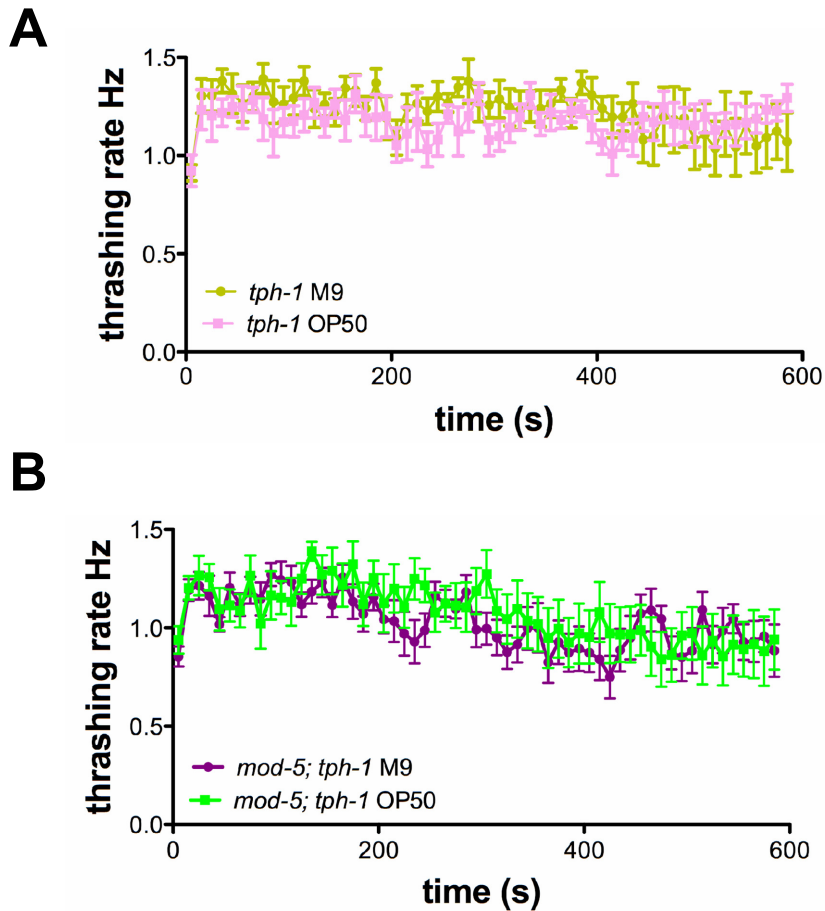 A
thrashing rate Hz
1.5
1.0
0.5
0.0
tph-1 M9
tph-1 OP50
0
200
400
600
time (s)
B
thrashing rate Hz
1.5
1.0
0.5
0.0
mod-5; tph-1 M9
mod-5; tph-1 OP50
0
200
400
600
time (s)